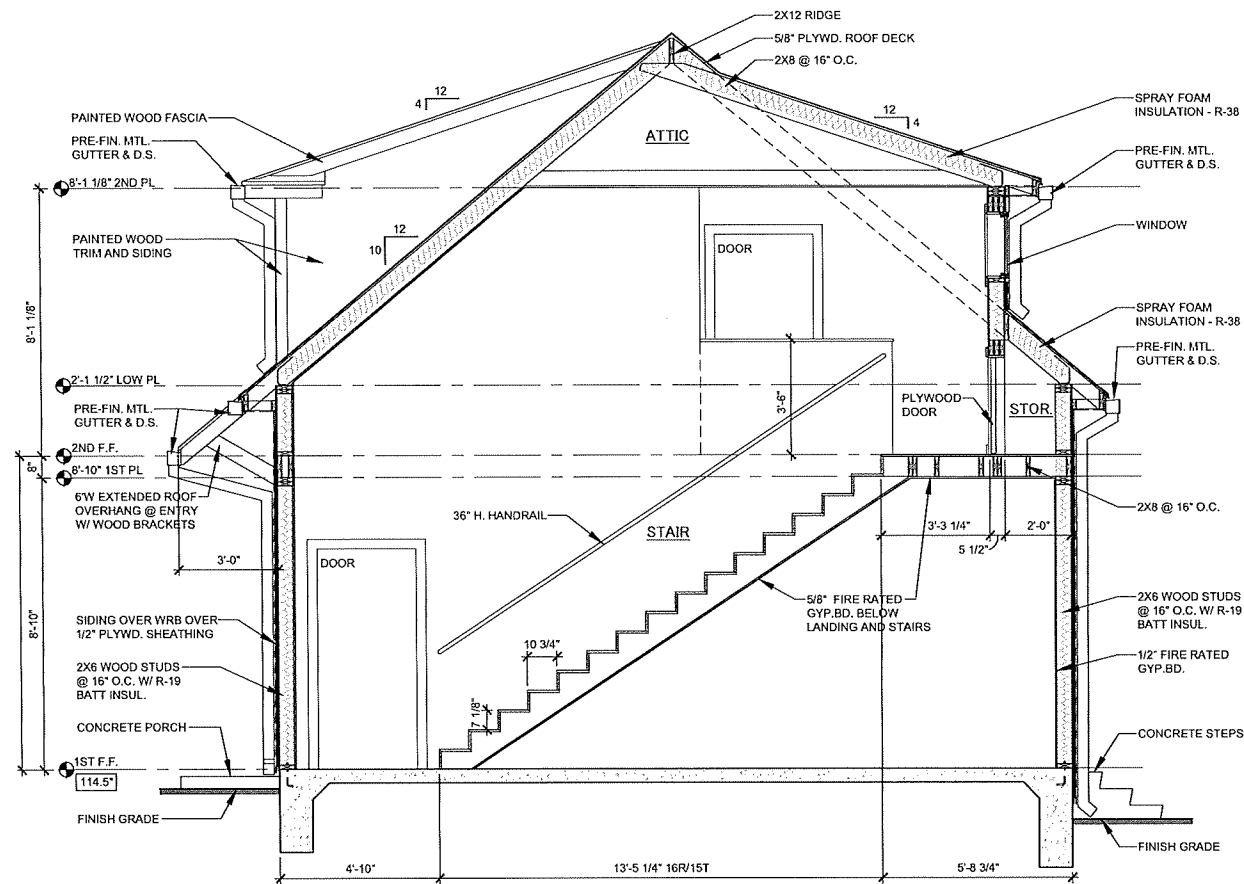 2X12 RIDGE
5/8" PLYWD. ROOF DECK
2X8 @ 16" O.C.
12
4
12
4
PAINTED WOOD FASCIA
PRE-FIN. MTL.
GUTTER & D.S.
ATTIC
SPRAY FOAM
INSULATION - R-38
PRE-FIN. MTL.
GUTTER & D.S.
8'-1 1/8" 2ND PL
12
10
PAINTED WOOD
TRIM AND SIDING
DOOR
WINDOW
8'-1 1/8"
SPRAY FOAM
INSULATION - R-38
PRE-FIN. MTL.
GUTTER & D.S.
2'-1 1/2" LOW PL
PRE-FIN. MTL.
GUTTER & D.S.
3'-6"
PLYWOOD
DOOR
STOR.
2ND F.F.
8"
8'-10" 1ST PL
6'W EXTENDED ROOF
OVERHANG @ ENTRY
W/ WOOD BRACKETS
36" H. HANDRAIL
STAIR
2X8 @ 16" O.C.
3'-3 1/4"
2'-0"
5 1/2"
3'-0"
DOOR
8'-10"
SIDING OVER WRB OVER
1/2" PLYWD. SHEATHING
5/8" FIRE RATED
GYP.BD. BELOW
LANDING AND STAIRS
2X6 WOOD STUDS
@ 16" O.C. W/ R-19
BATT INSUL.
10 3/4"
2X6 WOOD STUDS
@ 16" O.C. W/ R-19
BATT INSUL.
1/2" FIRE RATED
GYP.BD.
7 1/8"
CONCRETE PORCH
CONCRETE STEPS
1ST F.F.
114.5"
FINISH GRADE
FINISH GRADE
4'-10"
13'-5 1/4" 16R/15T
5'-8 3/4"